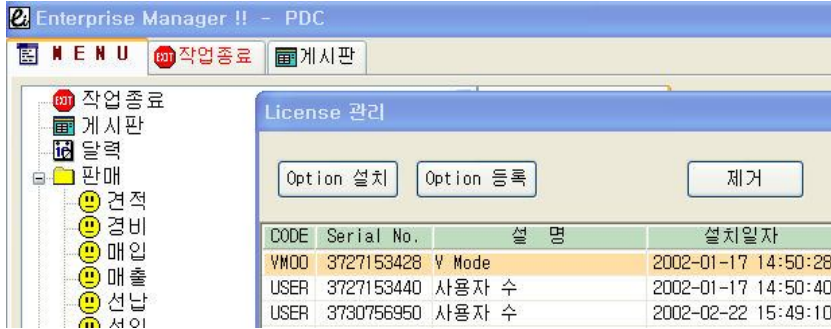 Enterprise Manager !! - PDC
M E N U 작업종료 게시판
작업종료
게시판
달력
판매
견적
경비
매입
매출
선납
License 관리
Option 설치 Option 등록 제거
CODE Serial No. 설 명 설치일자
VM00 3727153428 V Mode 2002-01-17 14:50:28
USER 3727153440 사용자 수 2002-01-17 14:50:40
USER 3730756950 사용자 수 2002-02-22 15:49:10